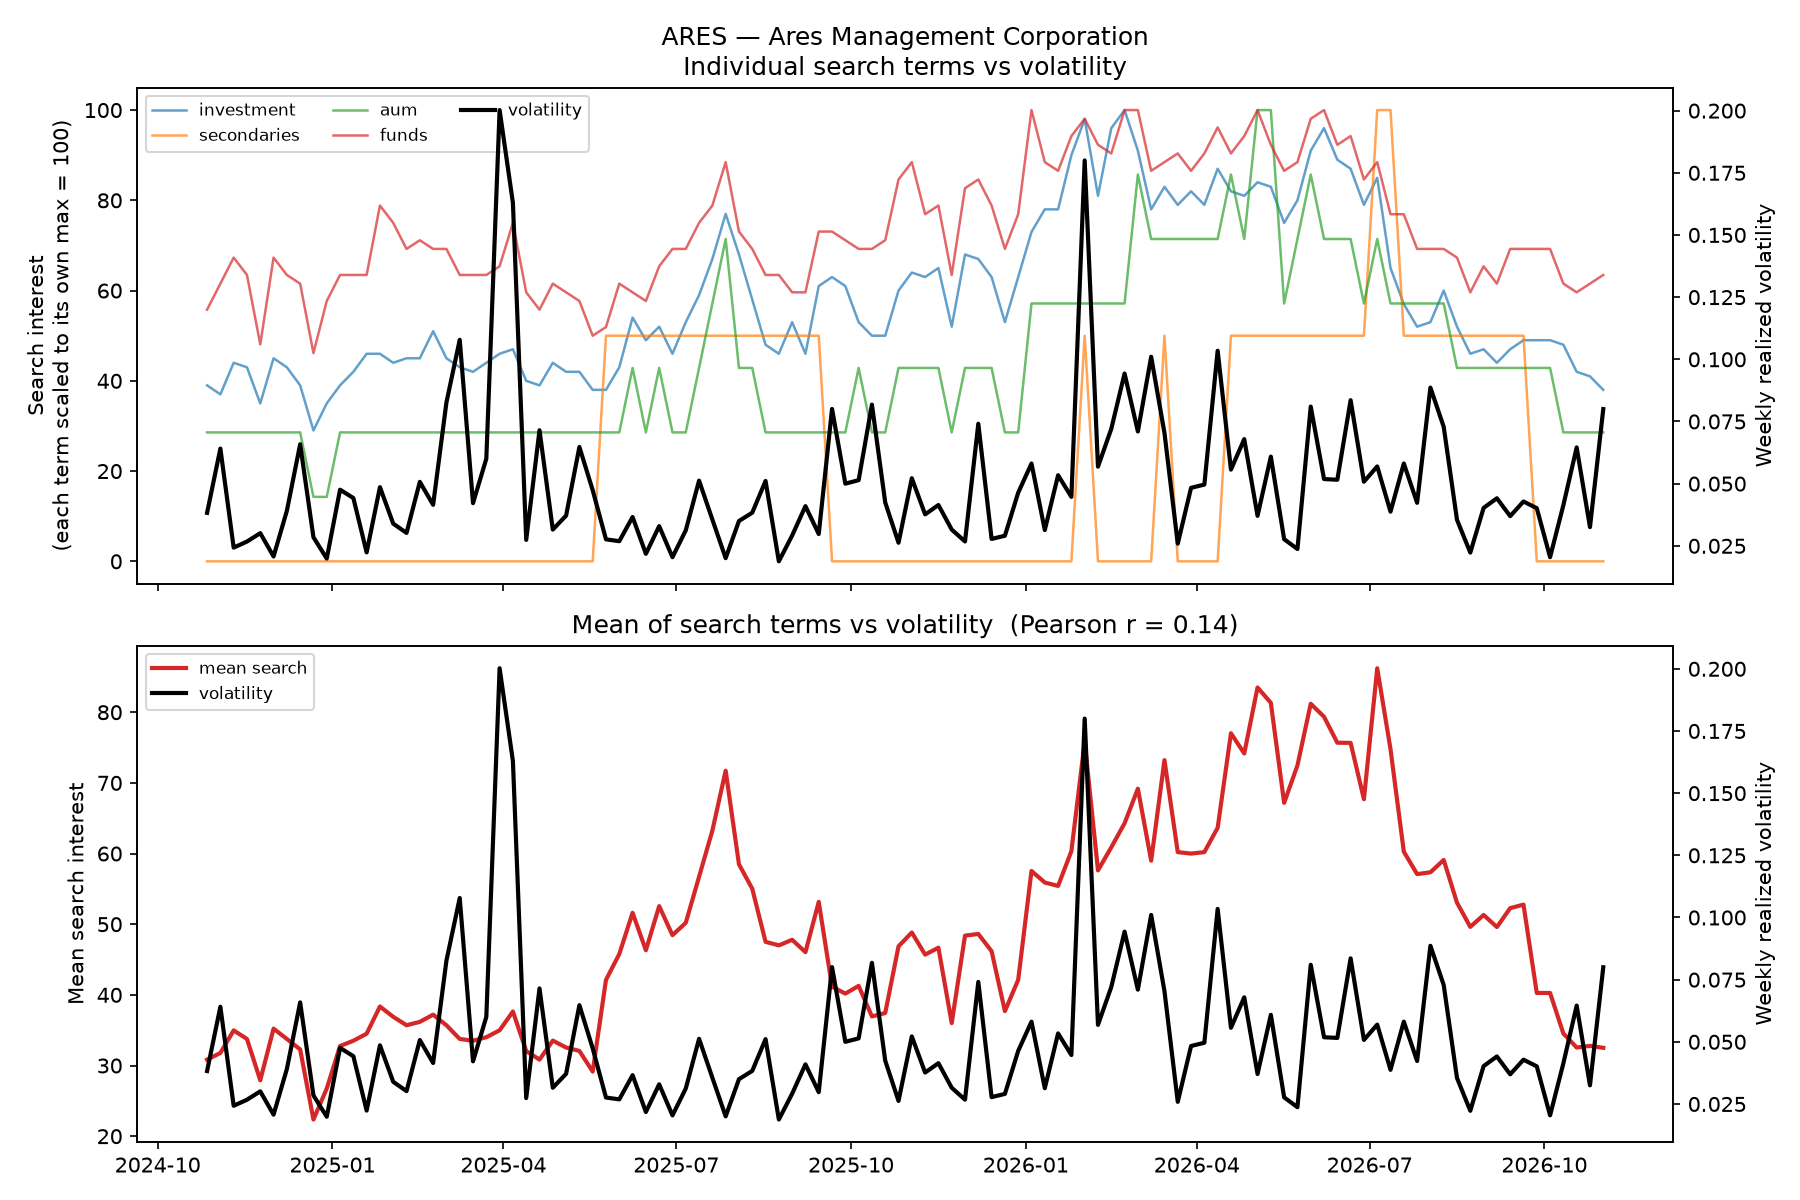 ARES — Ares Management Corporation
Individual search terms vs volatility
investment
secondaries
aum
funds
volatility
Search interest
(each term scaled to its own max = 100)
100
80
60
40
20
0
0.200
0.175
0.150
0.125
0.100
0.075
0.050
0.025
Weekly realized volatility
Mean of search terms vs volatility (Pearson r = 0.14)
mean search
volatility
Mean search interest
80
70
60
50
40
30
20
0.200
0.175
0.150
0.125
0.100
0.075
0.050
0.025
Weekly realized volatility
2024-10
2025-01
2025-04
2025-07
2025-10
2026-01
2026-04
2026-07
2026-10